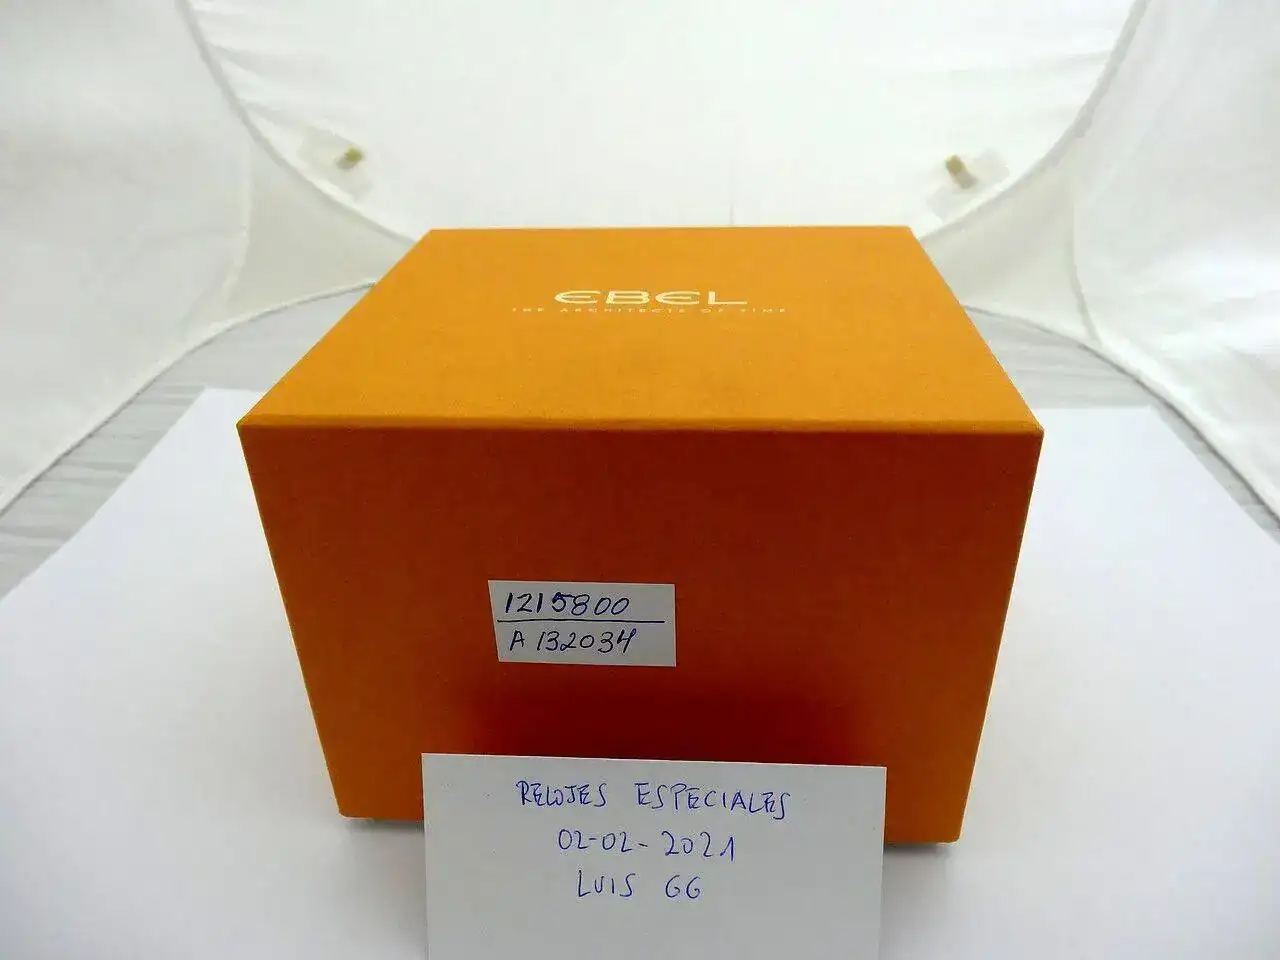 EBEL
THE ARCHITECTS OF TIME
1215800
A 132034
RELOJES ESPECIALES
02-02-2021
LUIS GG